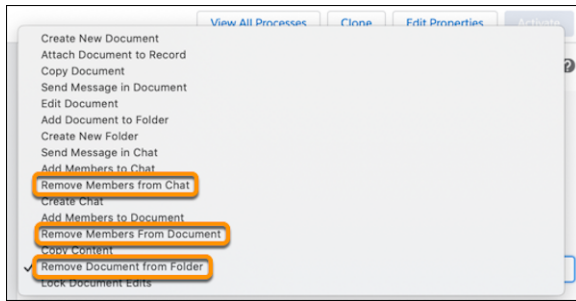 View All Processes Clone Edit Properties Activate
Create New Document
Attach Document to Record
Copy Document
Send Message in Document
Edit Document
Add Document to Folder
Create New Folder
Send Message in Chat
Add Members to Chat
Remove Members from Chat
Create Chat
Add Members to Document
Remove Members From Document
Copy Content
✓ Remove Document from Folder
Lock Document Edits